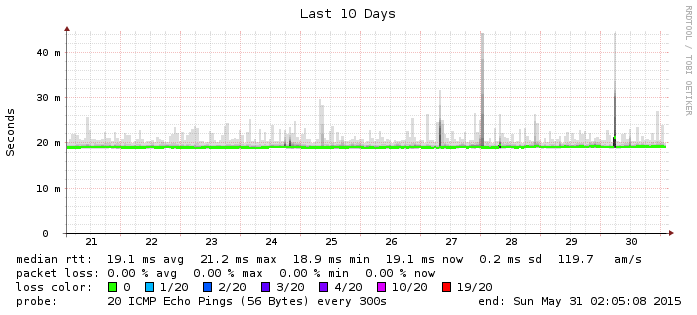 Last 10 Days
RRDTOOL / TOBI OETIKER
Seconds
40 m
30 m
20 m
10 m
0
21 22 23 24 25 26 27 28 29 30
median rtt: 19.1 ms avg 21.2 ms max 18.9 ms min 19.1 ms now 0.2 ms sd 119.7 am/s
packet loss: 0.00 % avg 0.00 % max 0.00 % min 0.00 % now
loss color: 0 1/20 2/20 3/20 4/20 10/20 19/20
probe: 20 ICMP Echo Pings (56 Bytes) every 300s end: Sun May 31 02:05:08 2015